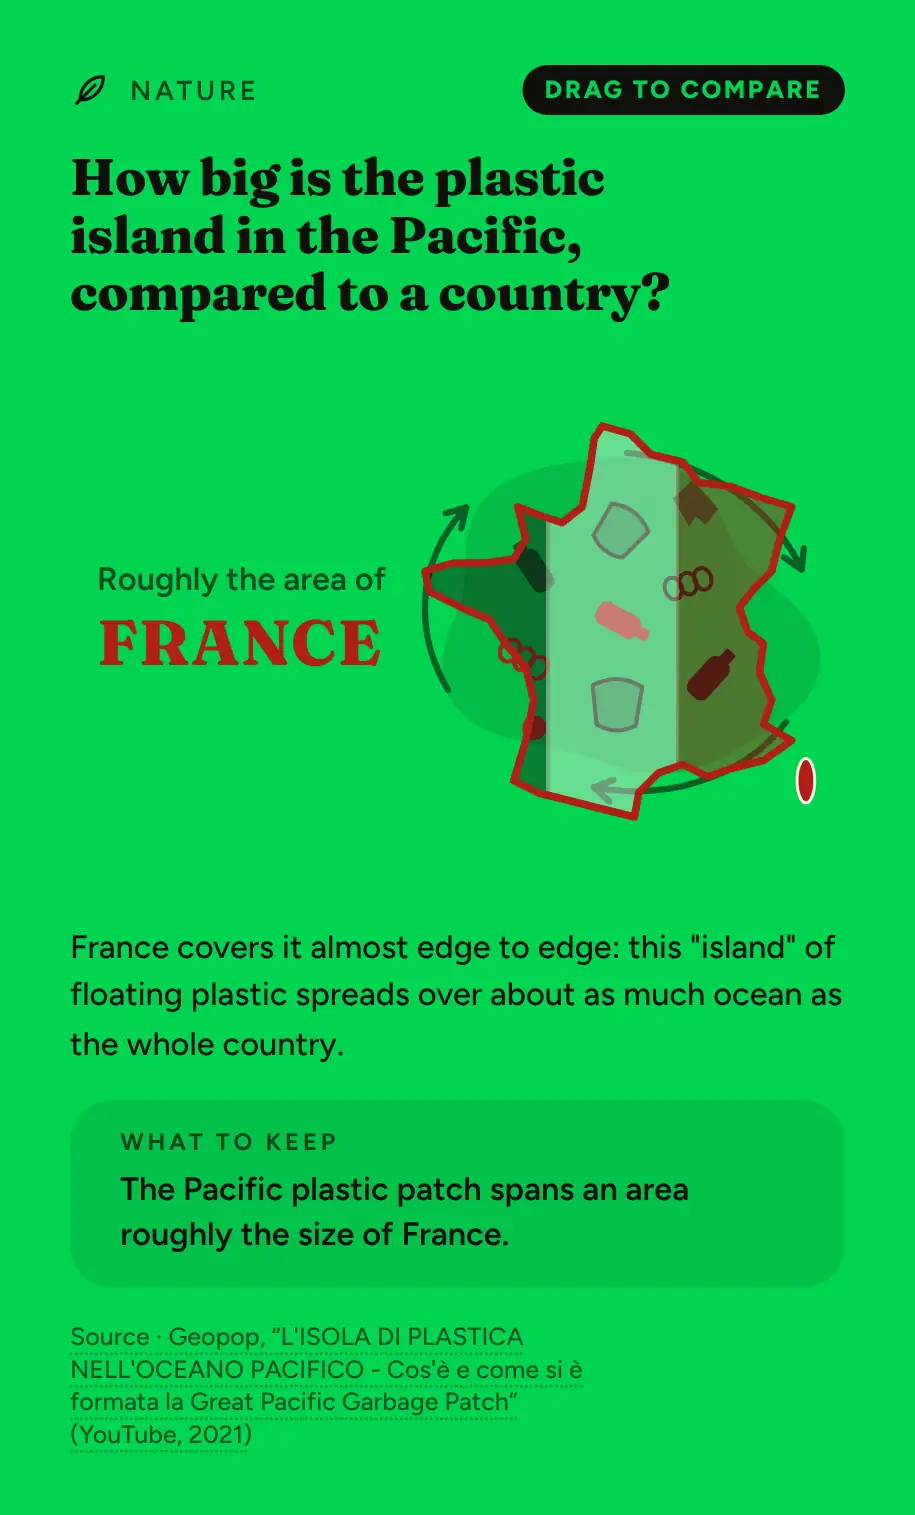 NATURE
DRAG TO COMPARE
How big is the plastic
island in the Pacific,
compared to a country?
Roughly the area of
FRANCE
France covers it almost edge to edge: this "island" of
floating plastic spreads over about as much ocean as
the whole country.
WHAT TO KEEP
The Pacific plastic patch spans an area
roughly the size of France.
Source · Geopop, “L'ISOLA DI PLASTICA
NELL'OCEANO PACIFICO - Cos'è e come si è
formata la Great Pacific Garbage Patch”
(YouTube, 2021)